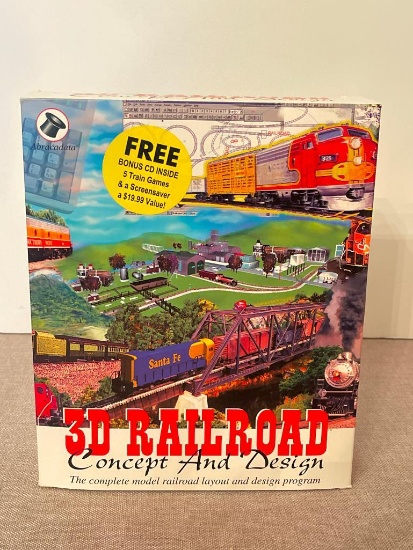 Abracadata
FREE
BONUS CD INSIDE
5 Train Games
& a Screensaver
a $19.99 Value!
RAILROAD
Santa Fe
3D RAILROAD
Concept And Design
The complete model railroad layout and design program